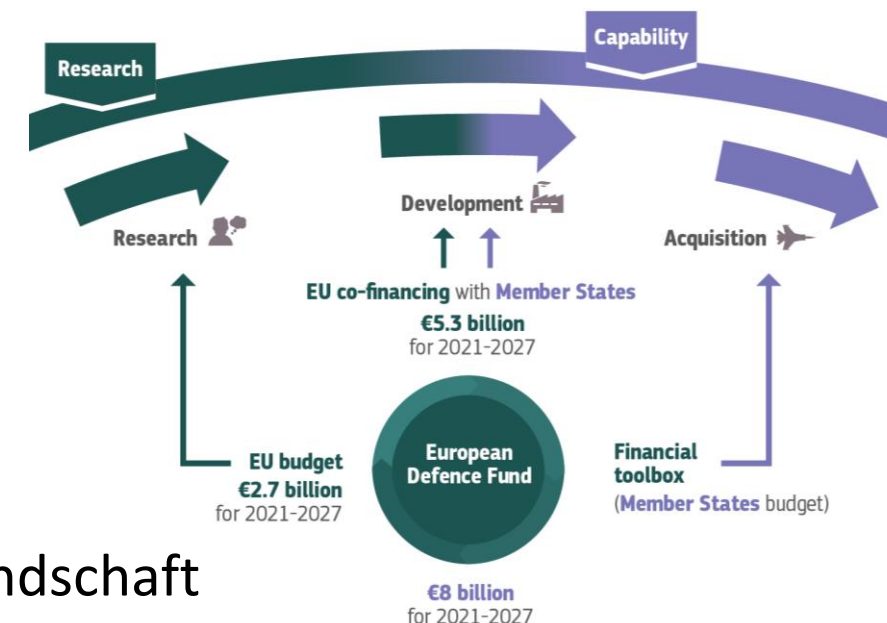 Research
Capability
Research
Development
Acquisition
EU co-financing with Member States
€5.3 billion
for 2021-2027
EU budget
€2.7 billion
for 2021-2027
European
Defence Fund
Financial
toolbox
(Member States budget)
ndschaft
€8 billion
for 2021-2027